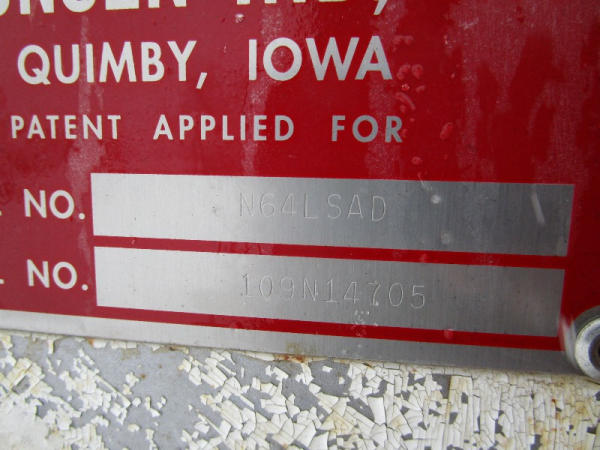 QUIMBY, IOWA
PATENT APPLIED FOR
NO. N64LSAD
NO. 109N14705